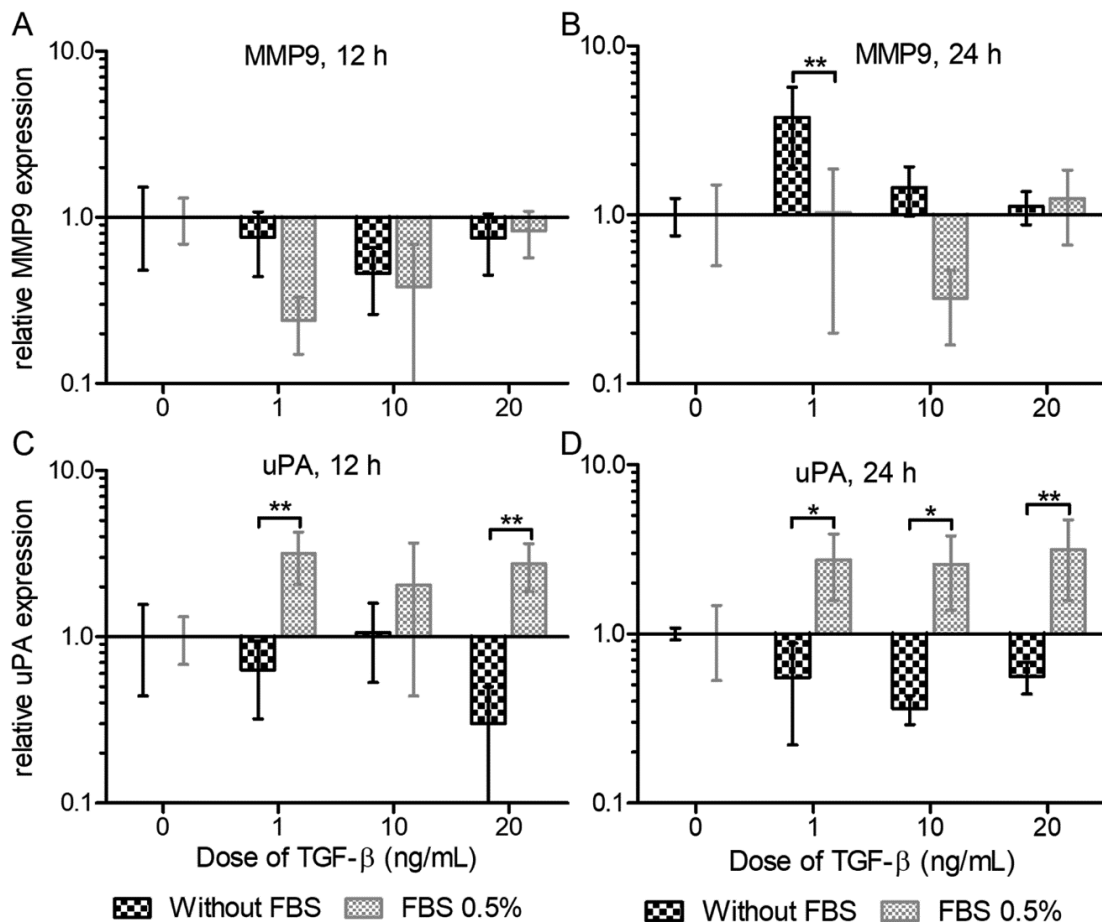 A
MMP9, 12 h
relative MMP9 expression
10.0
1.0
0.1
0 1 10 20
B
MMP9, 24 h
**
10.0
1.0
0.1
0 1 10 20
C
uPA, 12 h
relative uPA expression
** **
10.0
1.0
0.1
0 1 10 20
Dose of TGF-β (ng/mL)
Without FBS FBS 0.5%
D
uPA, 24 h
* * **
10.0
1.0
0.1
0 1 10 20
Dose of TGF-β (ng/mL)
Without FBS FBS 0.5%